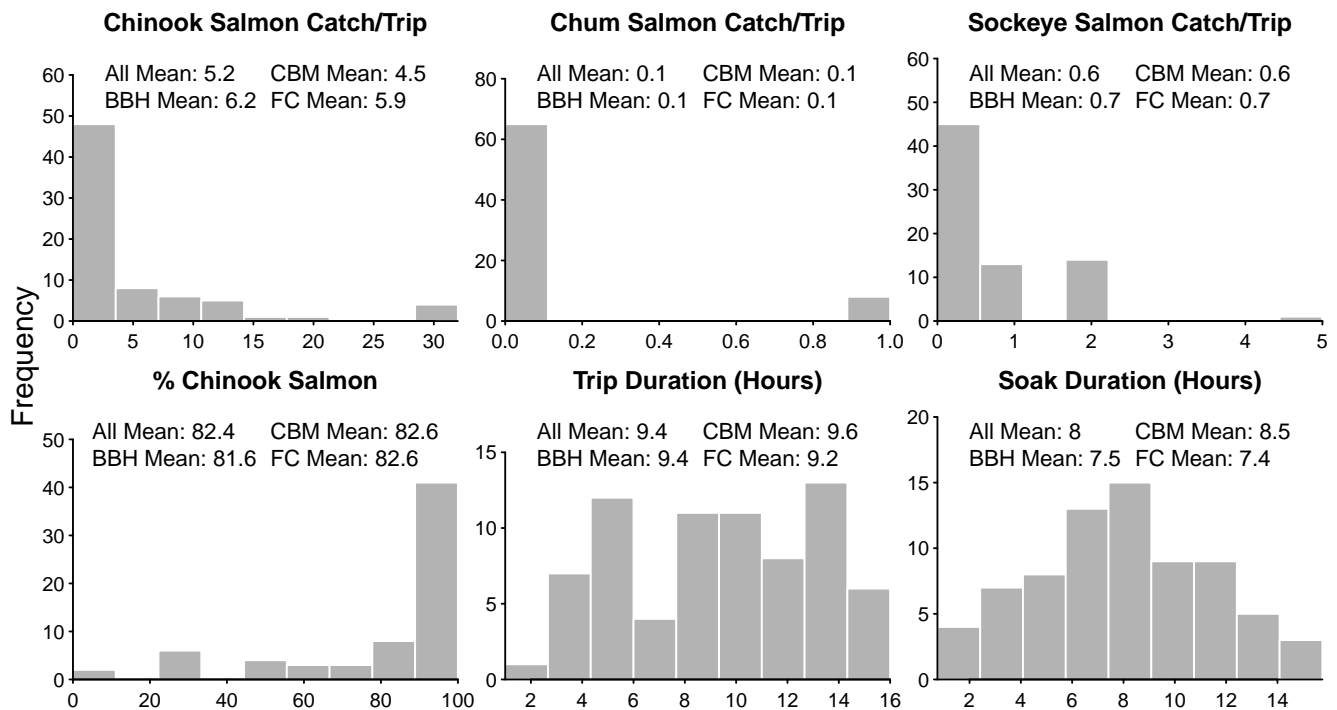 Chinook Salmon Catch/Trip
All Mean: 5.2 CBM Mean: 4.5
BBH Mean: 6.2 FC Mean: 5.9
60
50
40
30
20
10
0
0 5 10 15 20 25 30
Chum Salmon Catch/Trip
All Mean: 0.1 CBM Mean: 0.1
BBH Mean: 0.1 FC Mean: 0.1
80
60
40
20
0
0.0 0.2 0.4 0.6 0.8 1.0
Sockeye Salmon Catch/Trip
All Mean: 0.6 CBM Mean: 0.6
BBH Mean: 0.7 FC Mean: 0.7
60
50
40
30
20
10
0
0 1 2 3 4 5
Frequency
% Chinook Salmon
All Mean: 82.4 CBM Mean: 82.6
BBH Mean: 81.6 FC Mean: 82.6
50
40
30
20
10
0
0 20 40 60 80 100
Trip Duration (Hours)
All Mean: 9.4 CBM Mean: 9.6
BBH Mean: 9.4 FC Mean: 9.2
15
10
5
0
2 4 6 8 10 12 14 16
Soak Duration (Hours)
All Mean: 8 CBM Mean: 8.5
BBH Mean: 7.5 FC Mean: 7.4
20
15
10
5
0
2 4 6 8 10 12 14